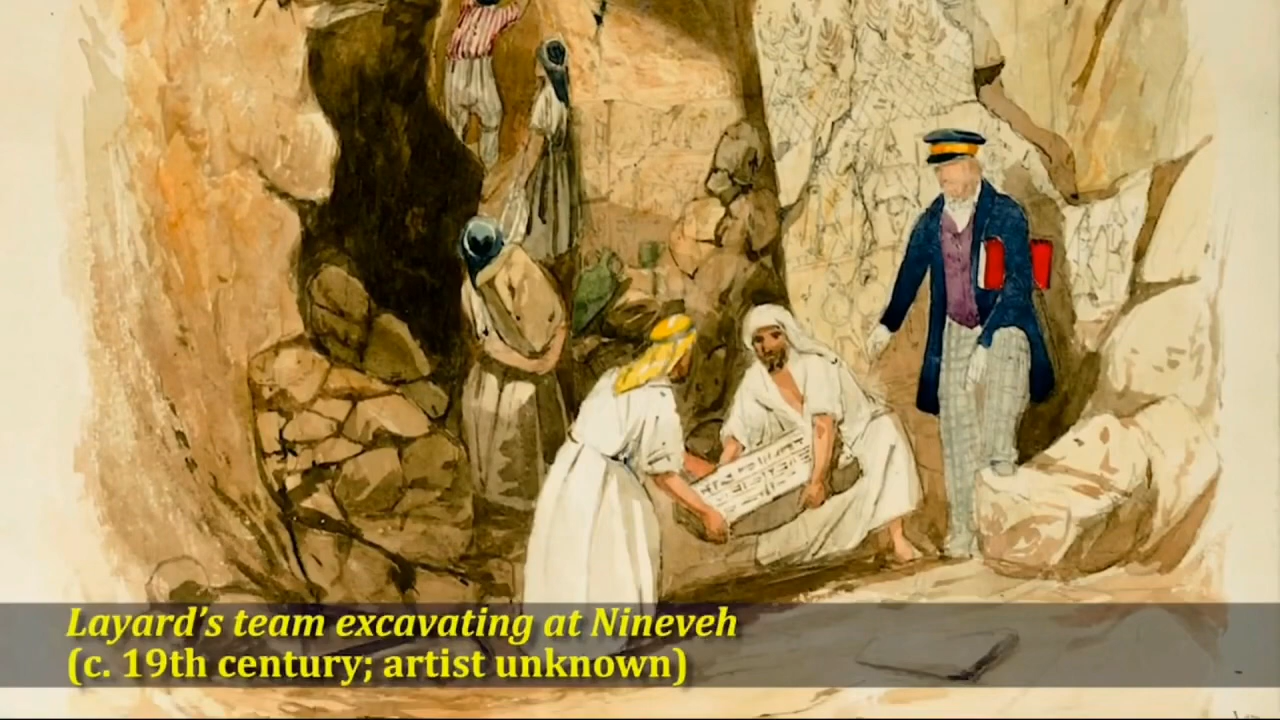 Layard’s team excavating at Nineveh
(c. 19th century; artist unknown)